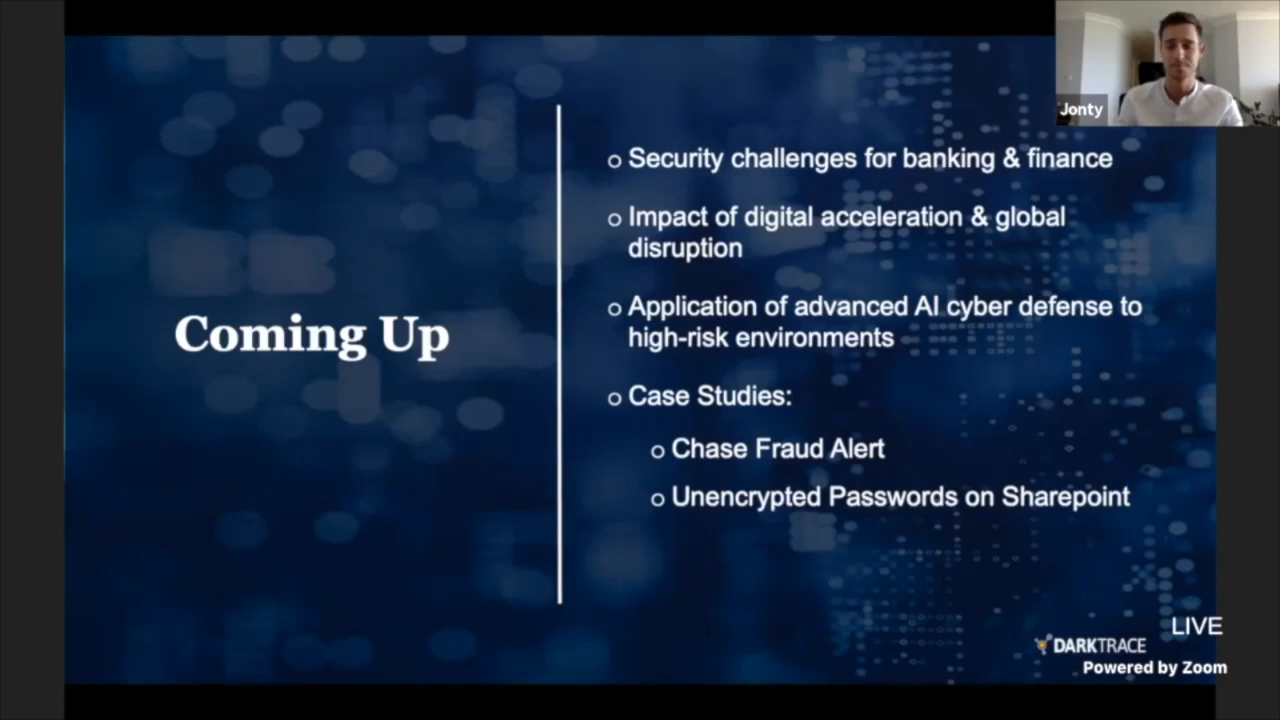 Jonty
Coming Up
o Security challenges for banking & finance
o Impact of digital acceleration & global
disruption
o Application of advanced AI cyber defense to
high-risk environments
o Case Studies:
o Chase Fraud Alert
o Unencrypted Passwords on Sharepoint
LIVE
DARKTRACE
Powered by Zoom